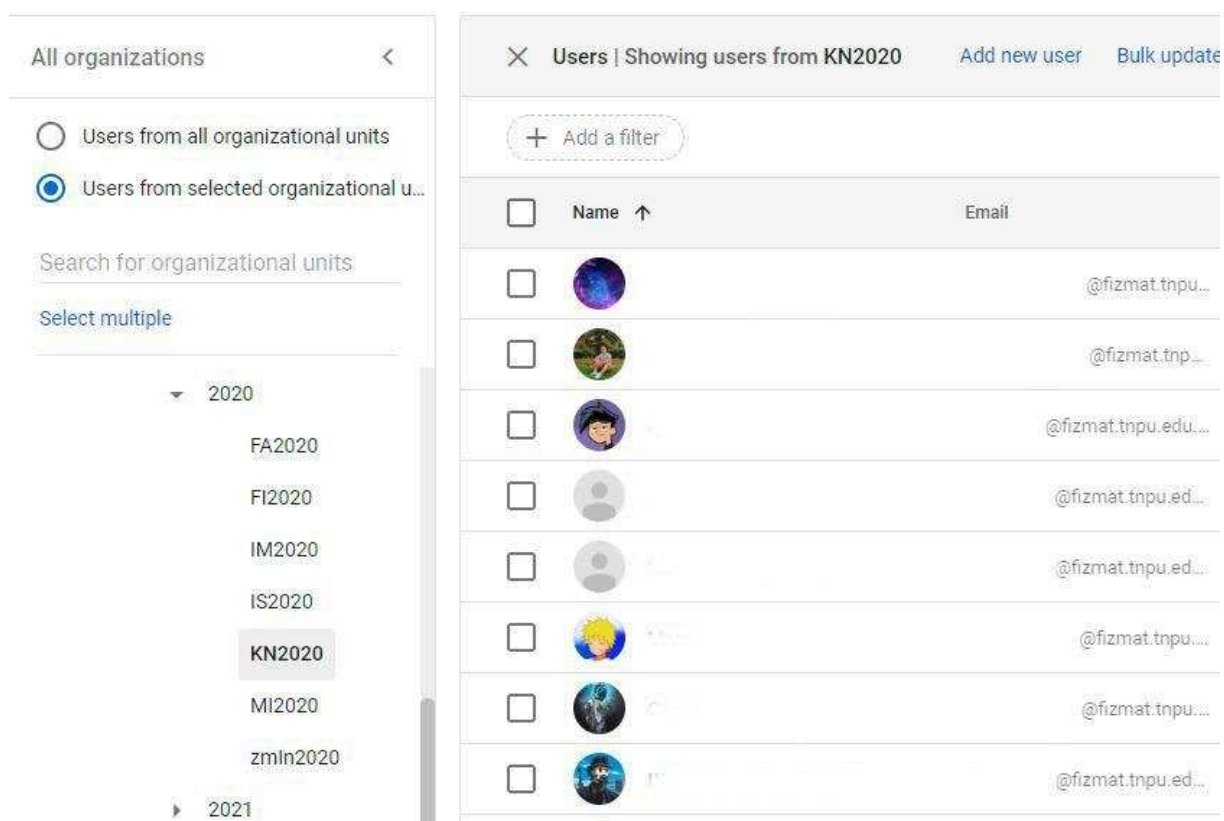 All organizations
Users from all organizational units
Users from selected organizational u...
Search for organizational units
Select multiple
2020
FA2020
FI2020
IM2020
IS2020
KN2020
MI2020
zmIn2020
2021
Users | Showing users from KN2020
Add new user
Bulk update
Add a filter
Name
Email
@fizmat.tnpu...
@fizmat.tnp...
@fizmat.tnpu.edu....
@fizmat.tnpu.ed...
@fizmat.tnpu.ed...
@fizmat.tnpu....
@fizmat.tnpu....
@fizmat.tnpu.ed...